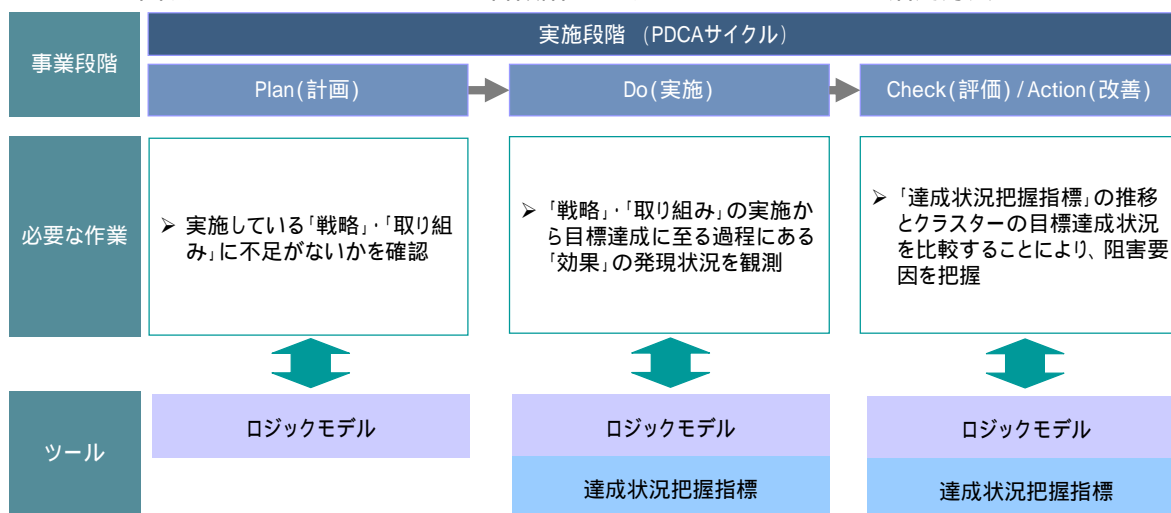 事業段階
実施段階 (PDCAサイクル)
Plan(計画)
Do(実施)
Check(評価)/Action(改善)
必要な作業
➢ 実施している「戦略」・「取り組
み」に不足がないかを確認
➢ 「戦略」・「取り組み」の実施か
ら目標達成に至る過程にある
「効果」の発現状況を観測
➢ 「達成状況把握指標」の推移
とクラスターの目標達成状況
を比較することにより、阻害要
因を把握
ツール
ロジックモデル
ロジックモデル
達成状況把握指標
ロジックモデル
達成状況把握指標